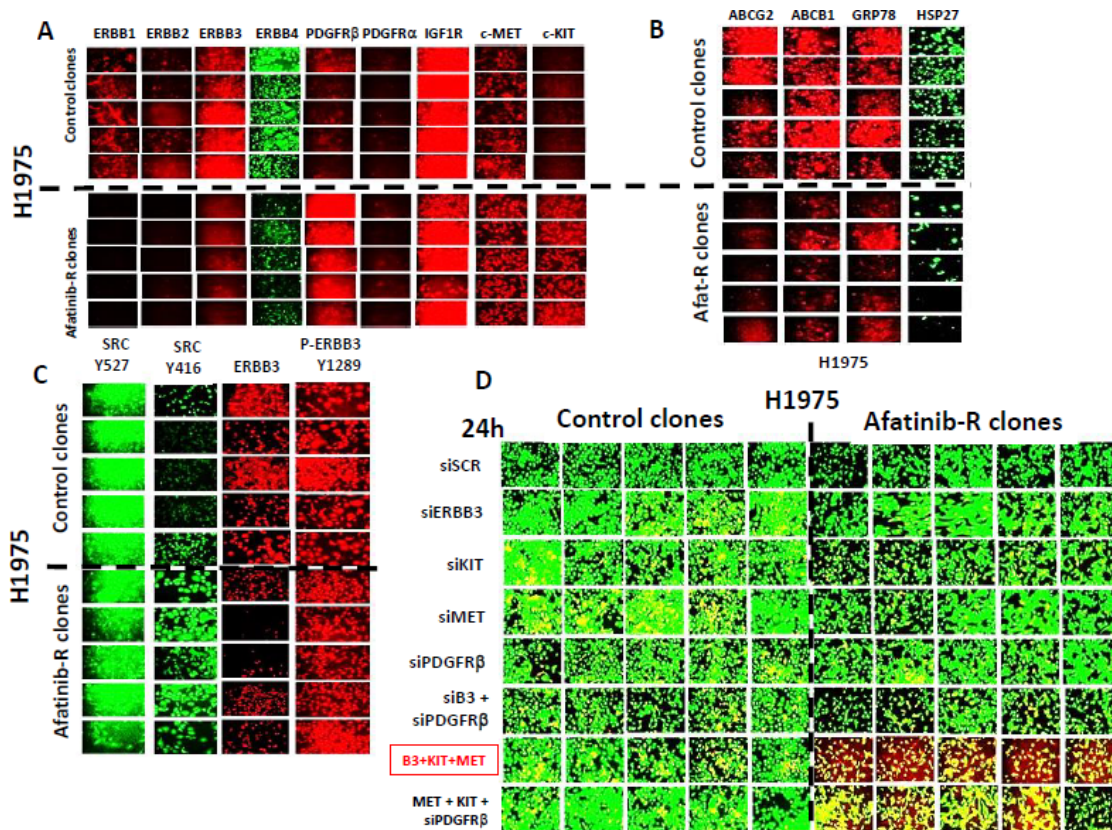 A
ERBB1 ERBB2 ERBB3 ERBB4 PDGFRβ PDGFRα IGF1R c-MET c-KIT
Control clones
H1975
Afatinib-R clones
B
ABCG2 ABCB1 GRP78 HSP27
Control clones
Afat-R clones
H1975
C
SRC Y527
SRC Y416
ERBB3
P-ERBB3 Y1289
Control clones
H1975
Afatinib-R clones
D
H1975
24h
Control clones
Afatinib-R clones
siSCR
siERBB3
siKIT
siMET
siPDGFRβ
siB3 +
siPDGFRβ
B3+KIT+MET
MET + KIT +
siPDGFRβ